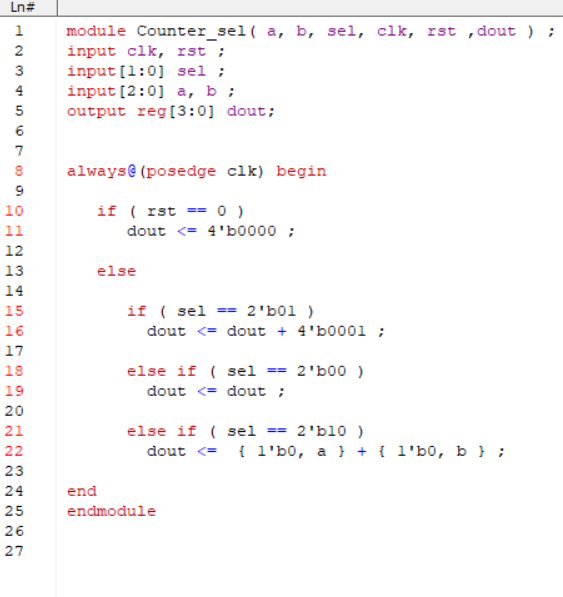 Ln#
1 module Counter_sel( a, b, sel, clk, rst ,dout ) ;
2 input clk, rst ;
3 input[1:0] sel ;
4 input[2:0] a, b ;
5 output reg[3:0] dout;
6
7
8 always@(posedge clk) begin
9
10 if ( rst == 0 )
11 dout <= 4'b0000 ;
12
13 else
14
15 if ( sel == 2'b01 )
16 dout <= dout + 4'b0001 ;
17
18 else if ( sel == 2'b00 )
19 dout <= dout ;
20
21 else if ( sel == 2'b10 )
22 dout <= { 1'b0, a } + { 1'b0, b } ;
23
24 end
25 endmodule
26
27